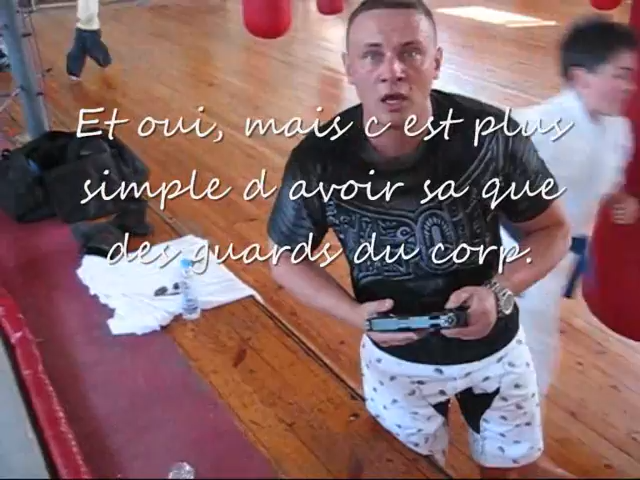 Et oui, mais c est plus
simple d avoir sa que
des guards du corp.